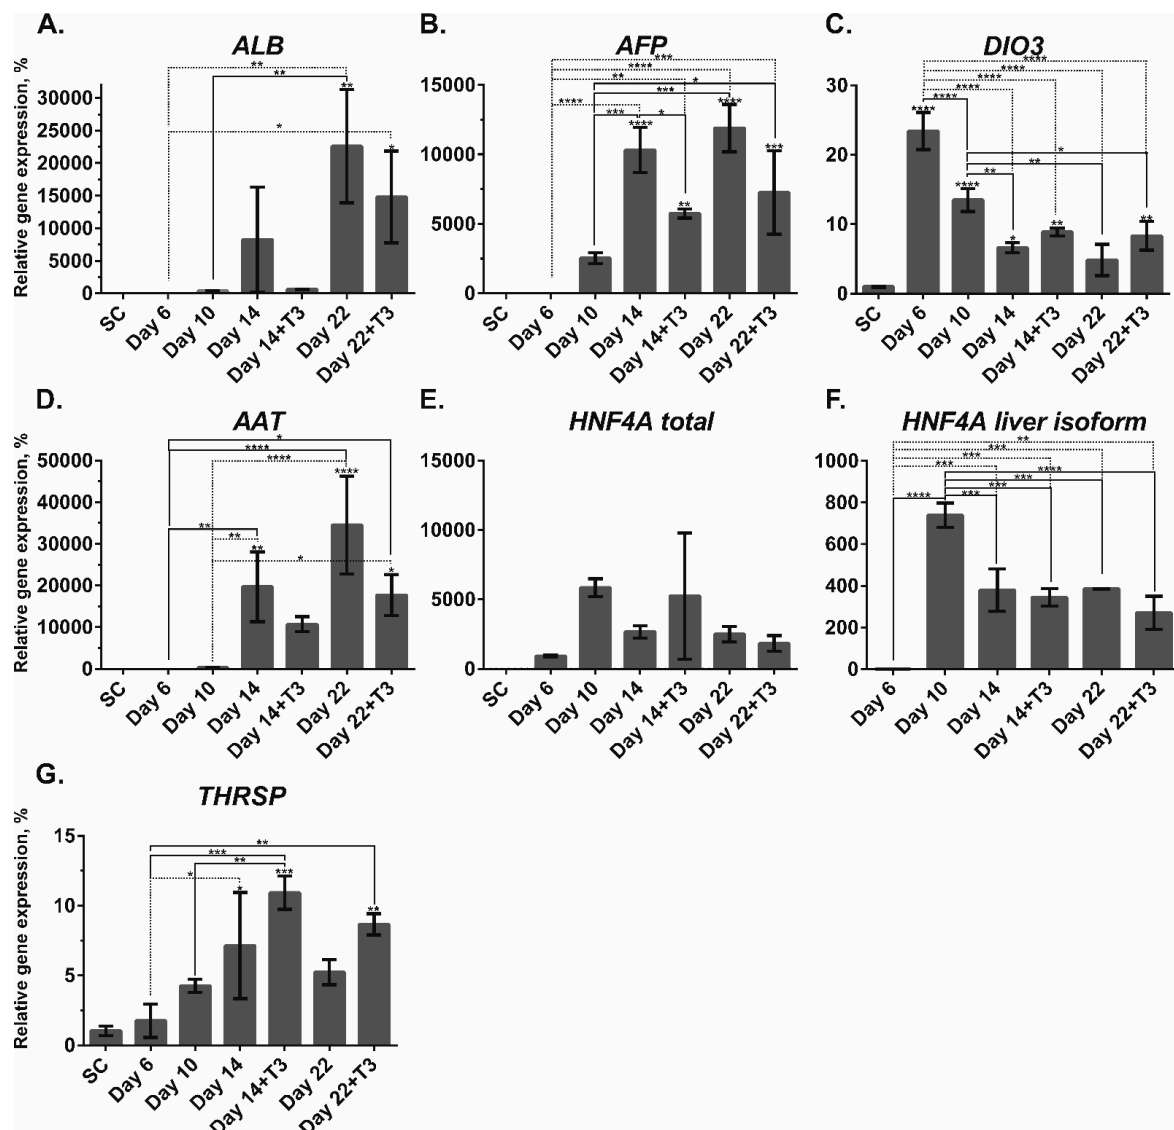 A.
ALB
Relative gene expression, %
30000
25000
20000
15000
10000
5000
0
**
**
*
**
*
SC
Day 6
Day 10
Day 14
Day 14+T3
Day 22
Day 22+T3
B.
AFP
15000
10000
5000
0
***
****
**
*
***
****
***
*
****
****
**
***
SC
Day 6
Day 10
Day 14
Day 14+T3
Day 22
Day 22+T3
C.
DIO3
30
20
10
0
****
****
****
****
****
*
**
**
****
****
*
**
**
SC
Day 6
Day 10
Day 14
Day 14+T3
Day 22
Day 22+T3
D.
AAT
Relative gene expression, %
50000
40000
30000
20000
10000
0
*
****
****
**
**
*
**
****
*
SC
Day 6
Day 10
Day 14
Day 14+T3
Day 22
Day 22+T3
E.
HNF4A total
15000
10000
5000
0
SC
Day 6
Day 10
Day 14
Day 14+T3
Day 22
Day 22+T3
F.
HNF4A liver isoform
1000
800
600
400
200
0
**
***
***
***
****
***
***
****
***
Day 6
Day 10
Day 14
Day 14+T3
Day 22
Day 22+T3
G.
THRSP
Relative gene expression, %
15
10
5
0
**
***
**
*
*
***
**
SC
Day 6
Day 10
Day 14
Day 14+T3
Day 22
Day 22+T3